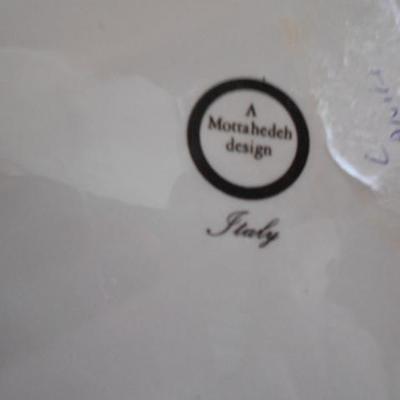 A
Mottahedeh
design
Italy